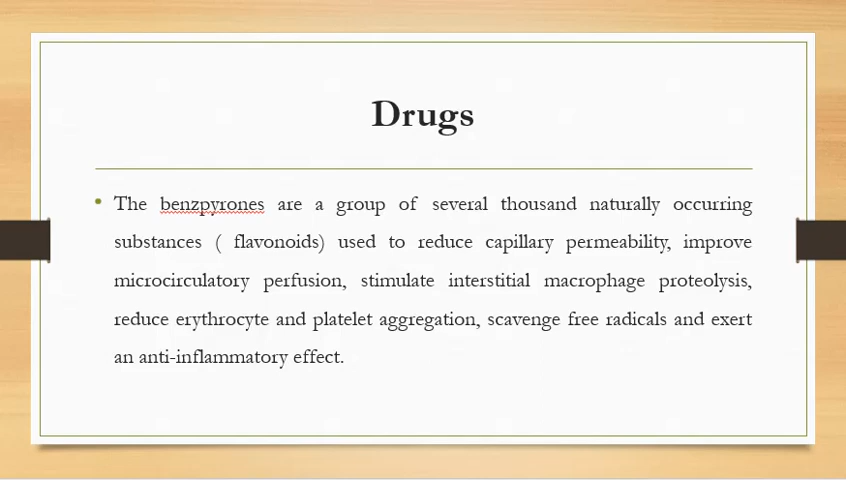 Drugs
• The benzpyrones are a group of several thousand naturally occurring
substances ( flavonoids) used to reduce capillary permeability, improve
microcirculatory perfusion, stimulate interstitial macrophage proteolysis,
reduce erythrocyte and platelet aggregation, scavenge free radicals and exert
an anti-inflammatory effect.